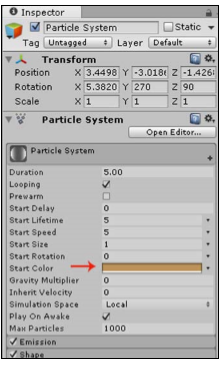 Inspector
Particle System Static
Tag Untagged Layer Default
Transform
Position X 3.4498 Y -3.018 Z -1.426
Rotation X 5.3820 Y 270 Z 90
Scale X 1 Y 1 Z 1
Particle System
Open Editor...
Particle System
Duration 5.00
Looping
Prewarm
Start Delay 0
Start Lifetime 5
Start Speed 5
Start Size 1
Start Rotation 0
Start Color
Gravity Multiplier 0
Inherit Velocity 0
Simulation Space Local
Play On Awake
Max Particles 1000
Emission
Shape